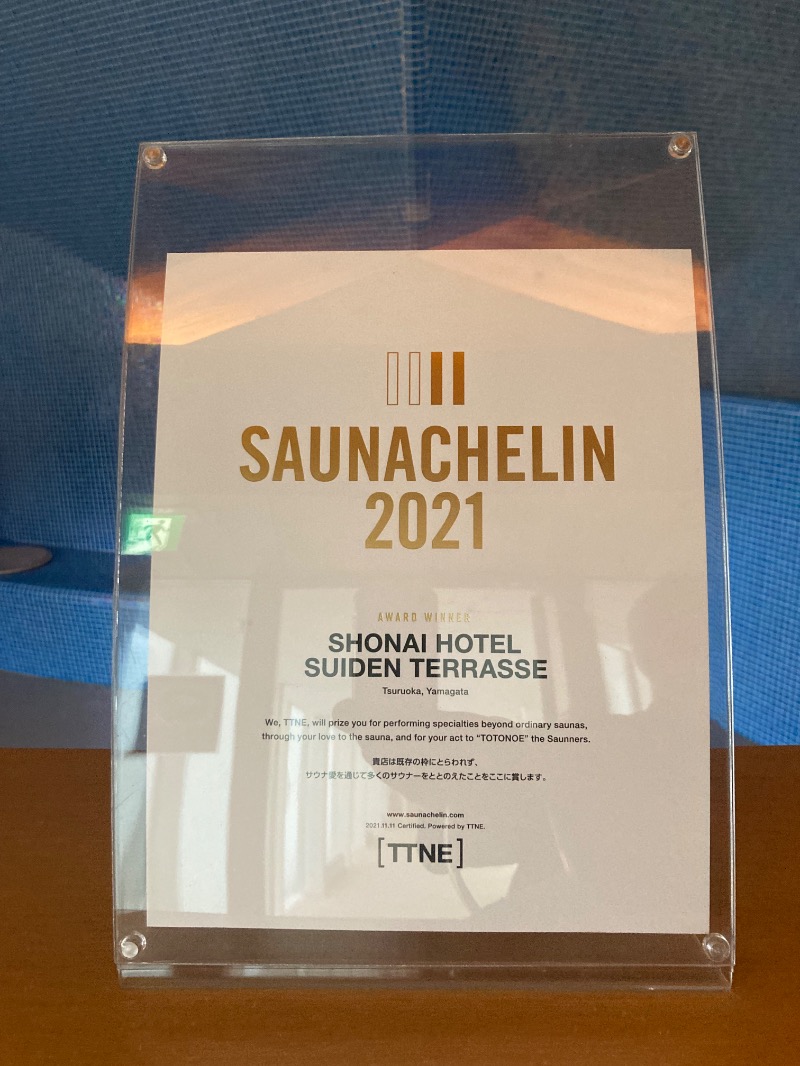 SAUNACHELIN
2021
AWARD WINNER
SHONAI HOTEL
SUIDEN TERRASSE
Tsuruoka, Yamagata
We, TTNE, will prize you for performing specialties beyond ordinary saunas,
through your love to the sauna, and for your act to “TOTONOE” the Saunners.
貴店は既存の枠にとらわれず、
サウナ愛を通じて多くのサウナーをととのえたことをここに賞します。
www.saunachelin.com
2021.11.11 Certified. Powered by TTNE.
[TTNE]